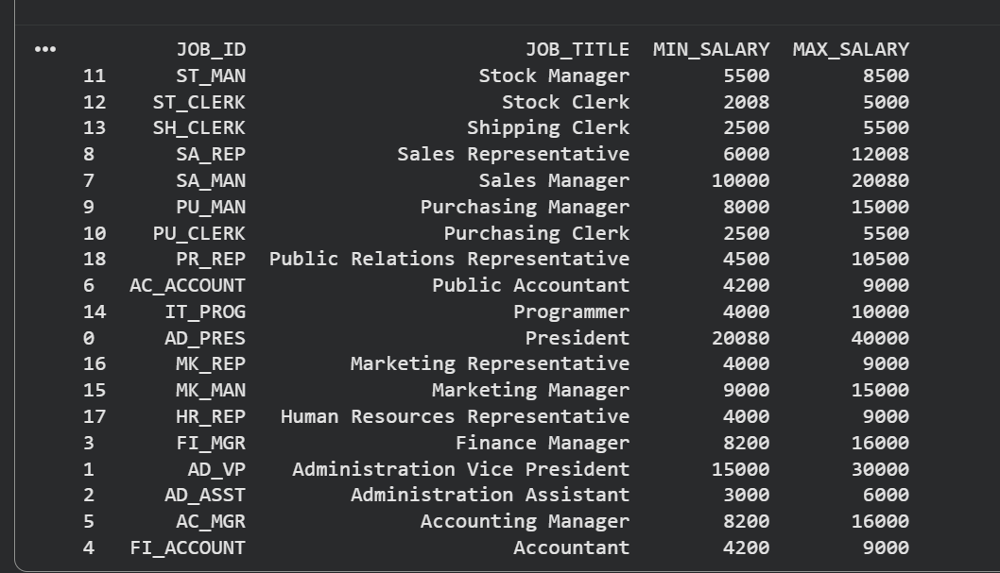 JOB_ID JOB_TITLE MIN_SALARY MAX_SALARY
11 ST_MAN Stock Manager 5500 8500
12 ST_CLERK Stock Clerk 2008 5000
13 SH_CLERK Shipping Clerk 2500 5500
8 SA_REP Sales Representative 6000 12008
7 SA_MAN Sales Manager 10000 20080
9 PU_MAN Purchasing Manager 8000 15000
10 PU_CLERK Purchasing Clerk 2500 5500
18 PR_REP Public Relations Representative 4500 10500
6 AC_ACCOUNT Public Accountant 4200 9000
14 IT_PROG Programmer 4000 10000
0 AD_PRES President 20080 40000
16 MK_REP Marketing Representative 4000 9000
15 MK_MAN Marketing Manager 9000 15000
17 HR_REP Human Resources Representative 4000 9000
3 FI_MGR Finance Manager 8200 16000
1 AD_VP Administration Vice President 15000 30000
2 AD_ASST Administration Assistant 3000 6000
5 AC_MGR Accounting Manager 8200 16000
4 FI_ACCOUNT Accountant 4200 9000